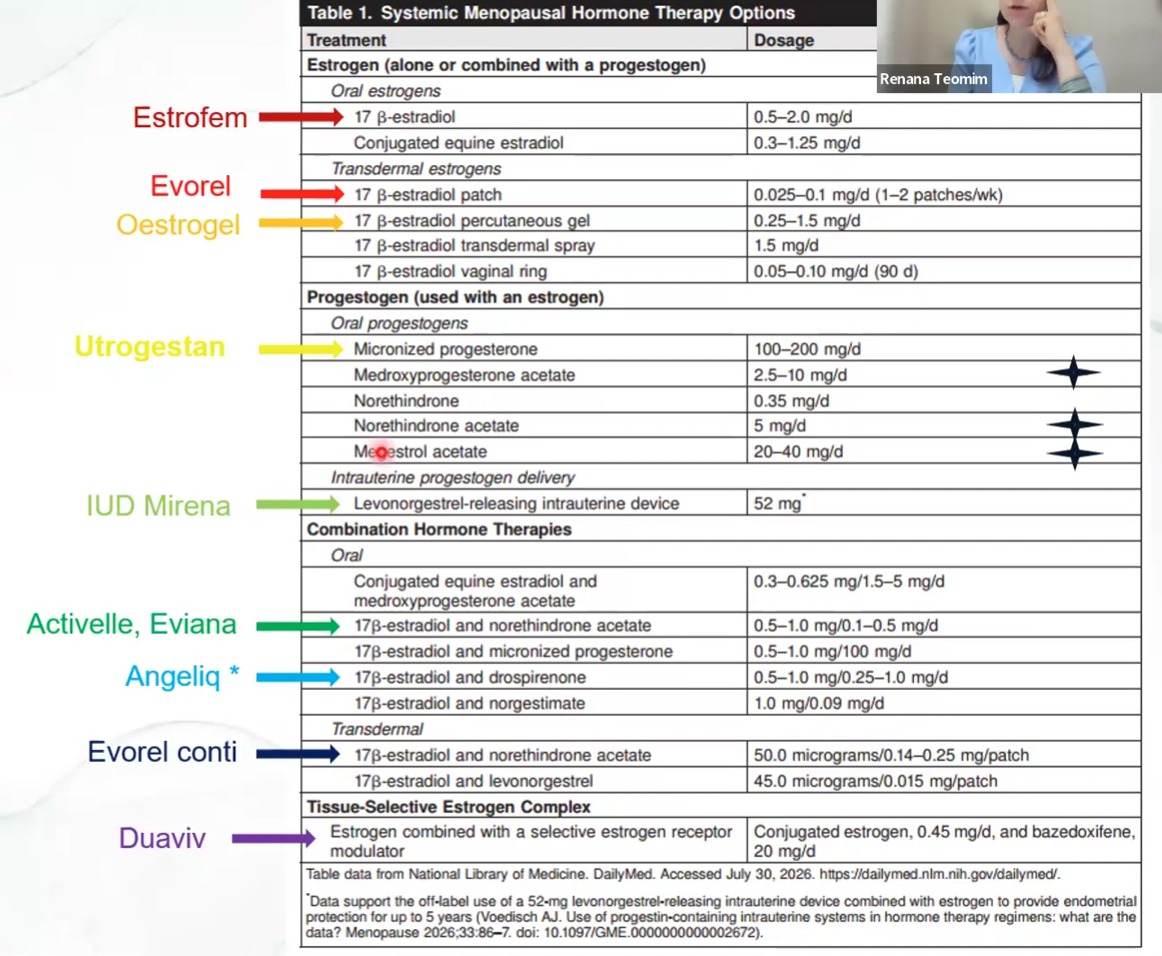 Table 1. Systemic Menopausal Hormone Therapy Options
Treatment Dosage
Renana Teomim
Estrogen (alone or combined with a progestogen)
Oral estrogens
Estrofem 17 β-estradiol 0.5–2.0 mg/d
Conjugated equine estradiol 0.3–1.25 mg/d
Transdermal estrogens
Evorel 17 β-estradiol patch 0.025–0.1 mg/d (1–2 patches/wk)
Oestrogel 17 β-estradiol percutaneous gel 0.25–1.5 mg/d
17 β-estradiol transdermal spray 1.5 mg/d
17 β-estradiol vaginal ring 0.05–0.10 mg/d (90 d)
Progestogen (used with an estrogen)
Oral progestogens
Utrogestan Micronized progesterone 100–200 mg/d
Medroxyprogesterone acetate 2.5–10 mg/d
Norethindrone 0.35 mg/d
Norethindrone acetate 5 mg/d
Megestrol acetate 20–40 mg/d
Intrauterine progestogen delivery
IUD Mirena Levonorgestrel-releasing intrauterine device 52 mg*
Combination Hormone Therapies
Oral
Conjugated equine estradiol and 0.3–0.625 mg/1.5–5 mg/d
medroxyprogesterone acetate
Activelle, Eviana 17β-estradiol and norethindrone acetate 0.5–1.0 mg/0.1–0.5 mg/d
17β-estradiol and micronized progesterone 0.5–1.0 mg/100 mg/d
Angeliq * 17β-estradiol and drospirenone 0.5–1.0 mg/0.25–1.0 mg/d
17β-estradiol and norgestimate 1.0 mg/0.09 mg/d
Transdermal
Evorel conti 17β-estradiol and norethindrone acetate 50.0 micrograms/0.14–0.25 mg/patch
17β-estradiol and levonorgestrel 45.0 micrograms/0.015 mg/patch
Tissue-Selective Estrogen Complex
Duaviv Estrogen combined with a selective estrogen receptor Conjugated estrogen, 0.45 mg/d, and bazedoxifene,
modulator 20 mg/d
Table data from National Library of Medicine. DailyMed. Accessed July 30, 2026. https://dailymed.nlm.nih.gov/dailymed/.
*Data support the off-label use of a 52-mg levonorgestrel-releasing intrauterine device combined with estrogen to provide endometrial
protection for up to 5 years (Voedisch AJ. Use of progestin-containing intrauterine systems in hormone therapy regimens: what are the
data? Menopause 2026;33:86–7. doi: 10.1097/GME.0000000000002672).